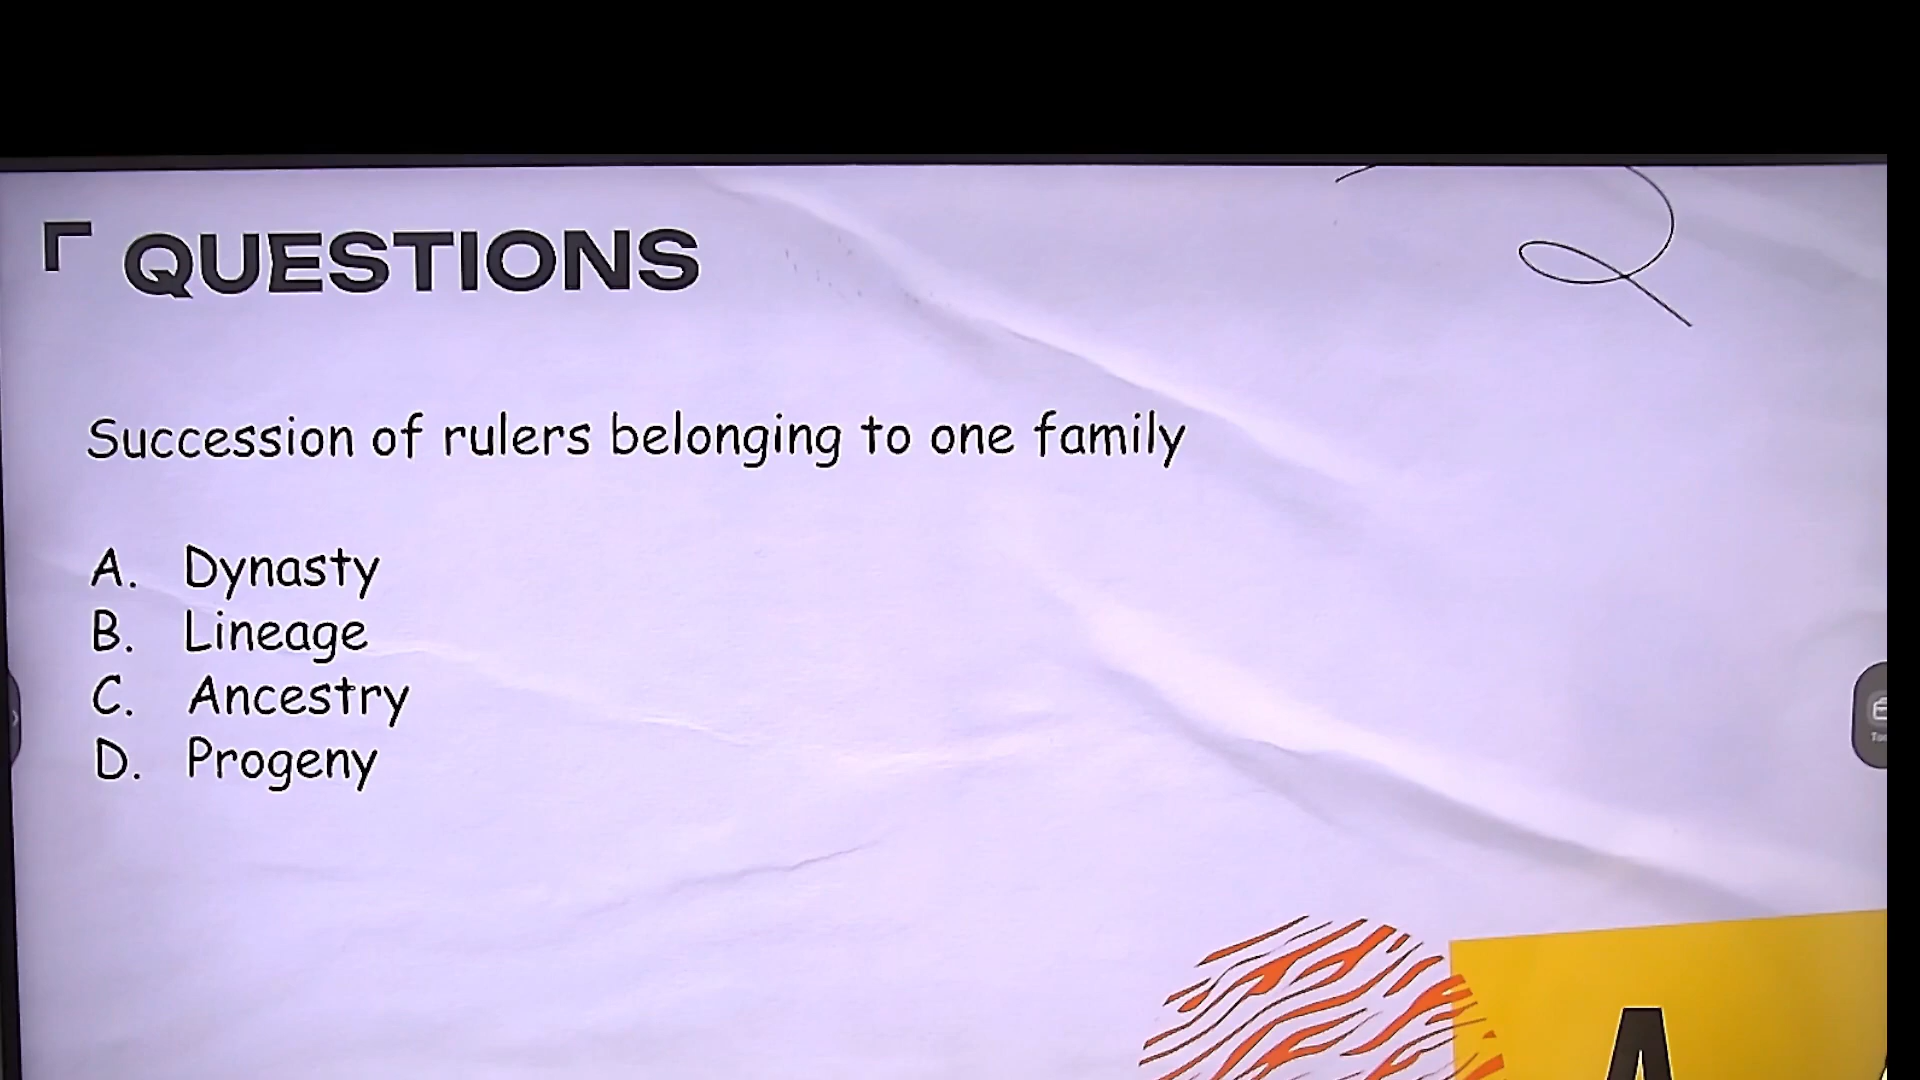 QUESTIONS
Succession of rulers belonging to one family
A. Dynasty
B. Lineage
C. Ancestry
D. Progeny
A